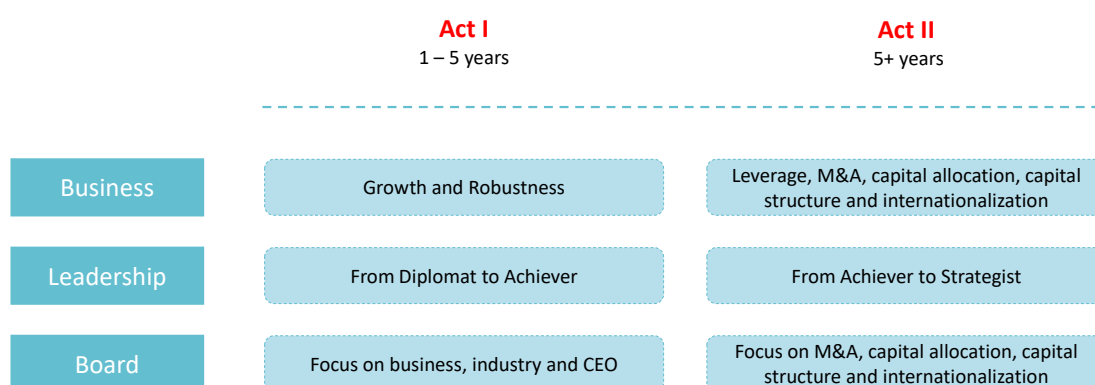 Act I
1 – 5 years
Act II
5+ years
Business
Growth and Robustness
Leverage, M&A, capital allocation, capital
structure and internationalization
Leadership
From Diplomat to Achiever
From Achiever to Strategist
Board
Focus on business, industry and CEO
Focus on M&A, capital allocation, capital
structure and internationalization